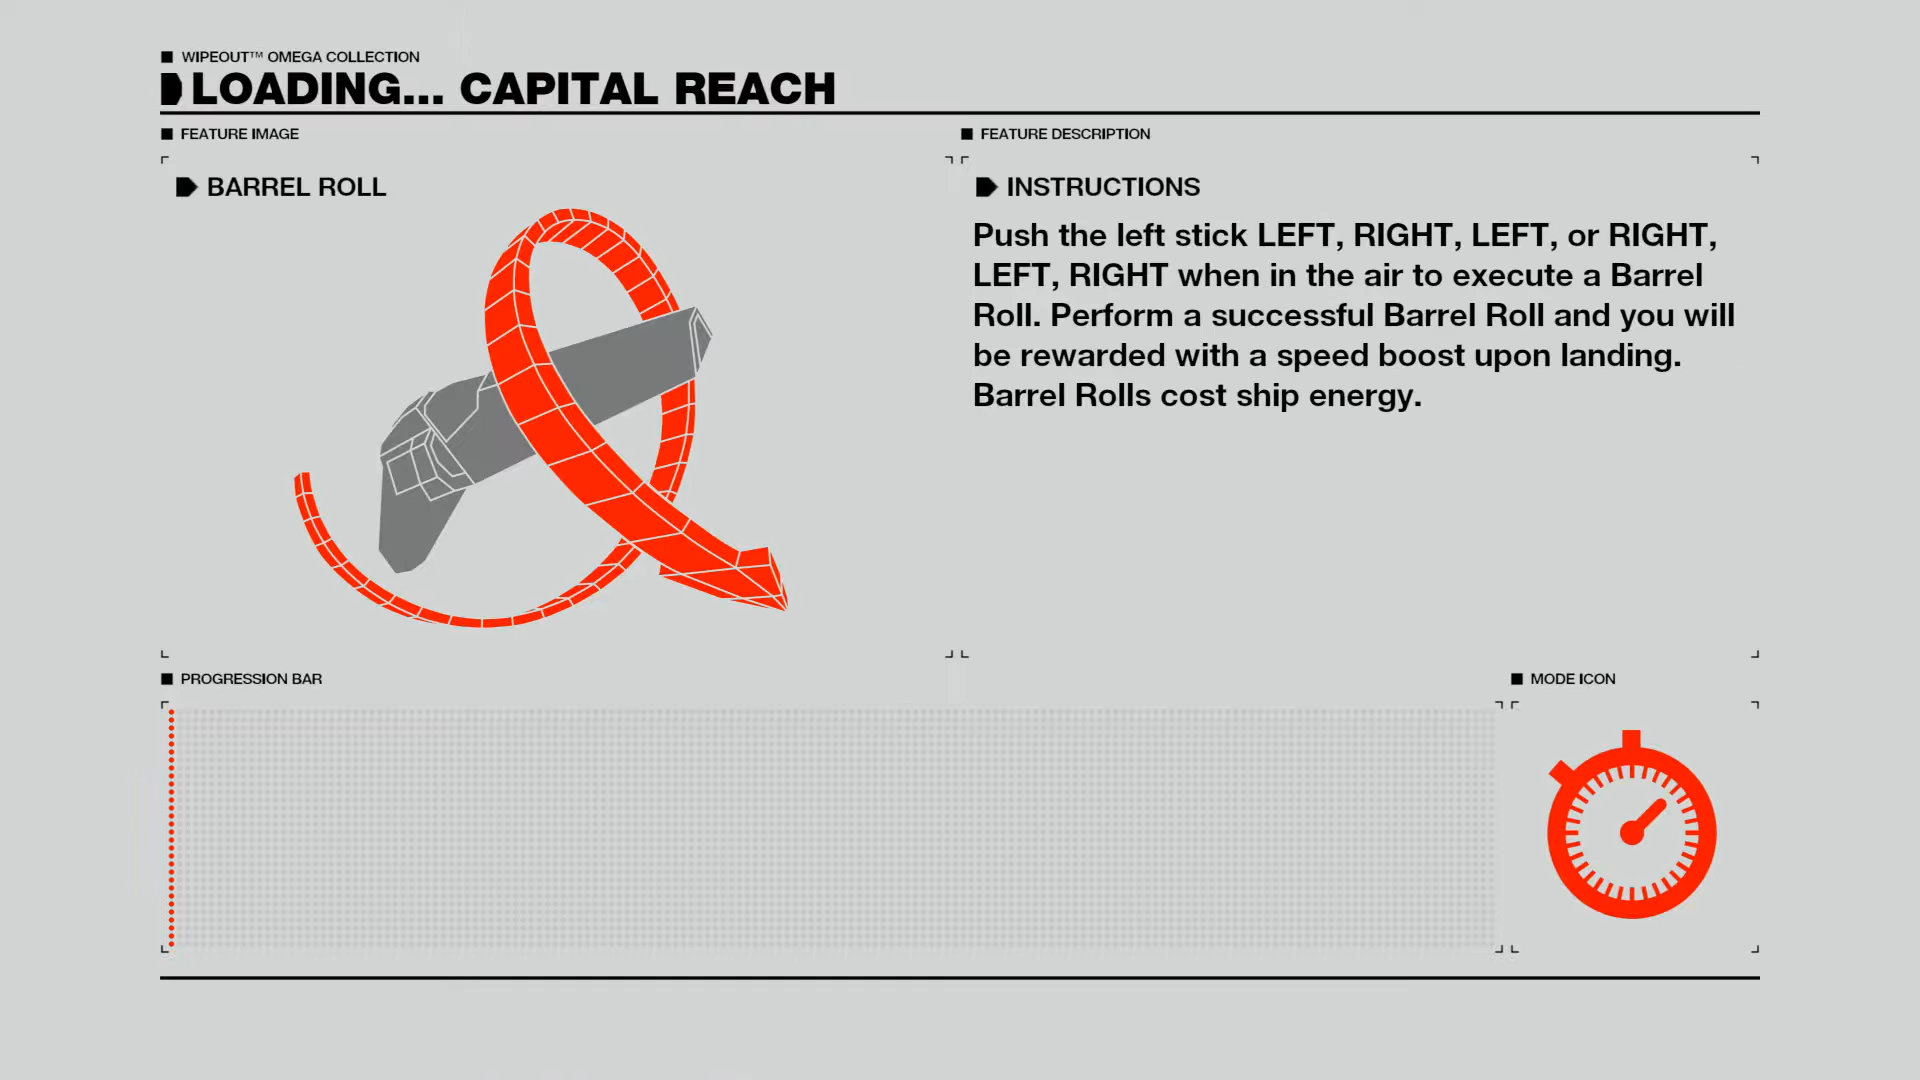 WIPEOUT™ OMEGA COLLECTION
LOADING... CAPITAL REACH
FEATURE IMAGE
BARREL ROLL
FEATURE DESCRIPTION
INSTRUCTIONS
Push the left stick LEFT, RIGHT, LEFT, or RIGHT,
LEFT, RIGHT when in the air to execute a Barrel
Roll. Perform a successful Barrel Roll and you will
be rewarded with a speed boost upon landing.
Barrel Rolls cost ship energy.
PROGRESSION BAR
MODE ICON